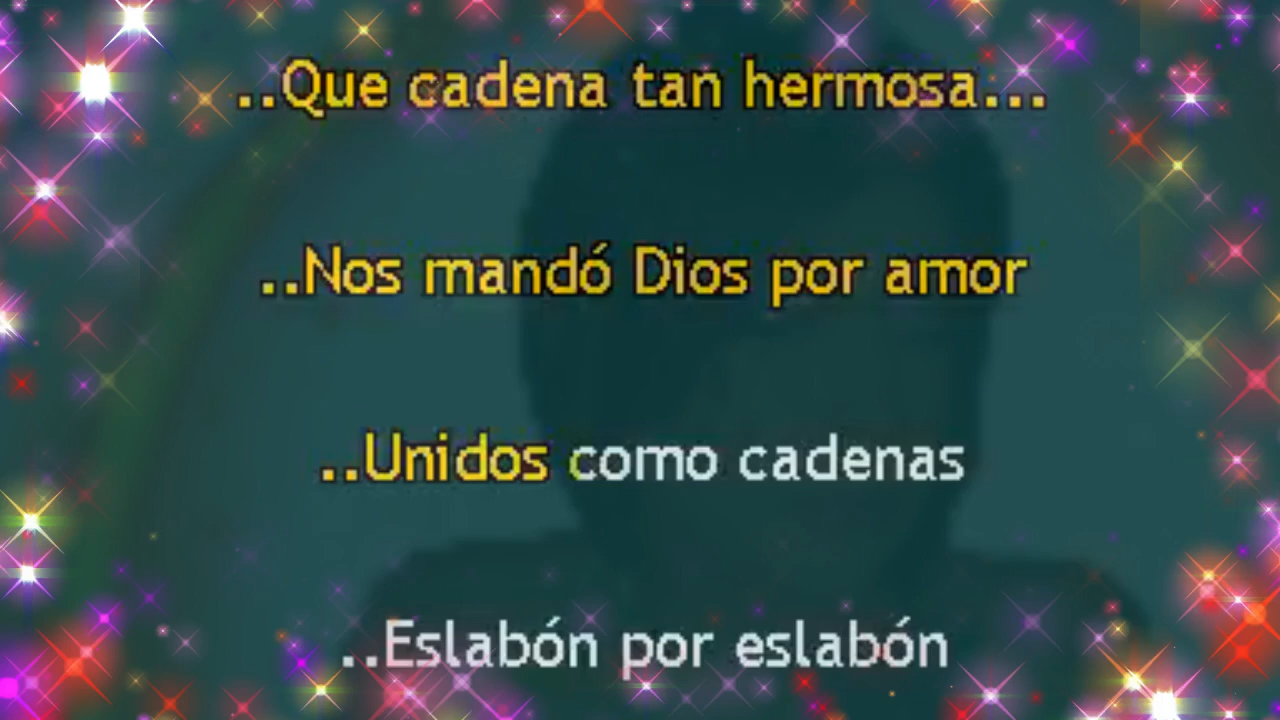 ..Que cadena tan hermosa...
..Nos mandó Dios por amor
..Unidos como cadenas
..Eslabón por eslabón